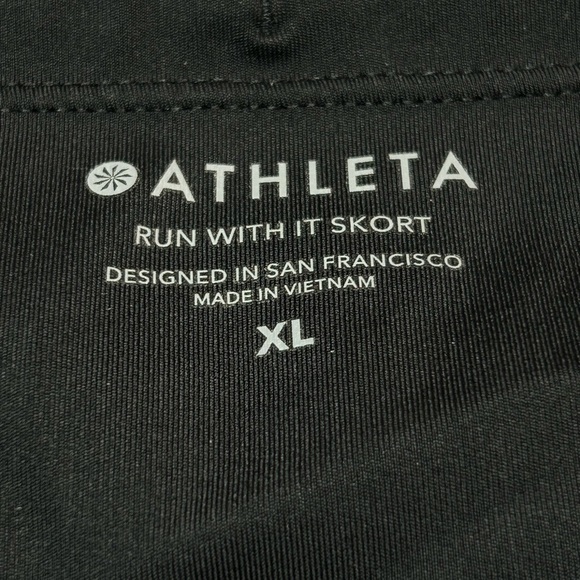 ATHLETA
RUN WITH IT SKORT
DESIGNED IN SAN FRANCISCO
MADE IN VIETNAM
XL